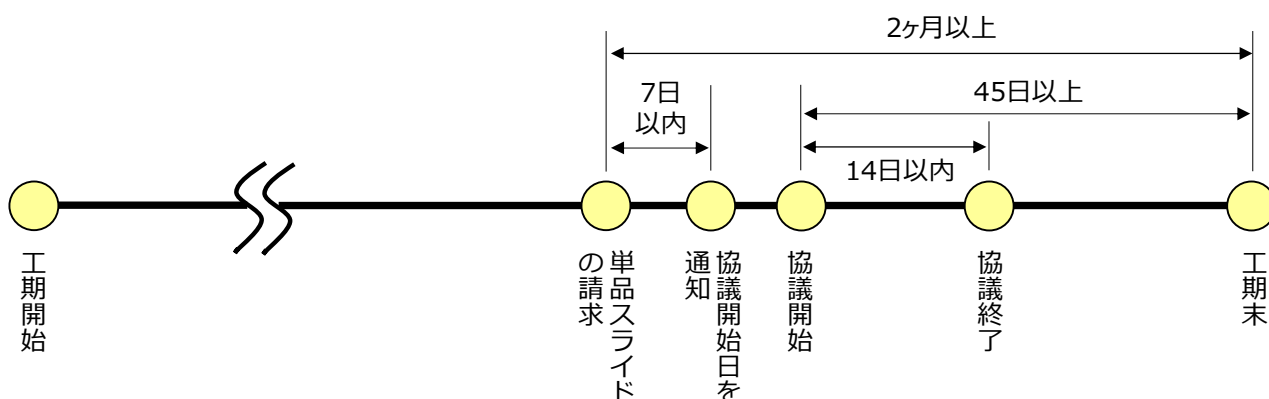 2ヶ月以上
7日
以内
45日以上
14日以内
工期開始
単品スライド
の請求
協議開始日を
通知
協議開始
協議終了
工期末